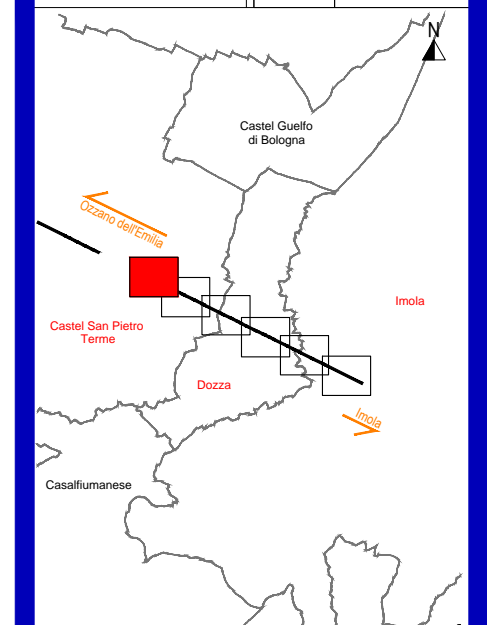 N
Castel Guelfo
di Bologna
Ozzano dell'Emilia
Imola
Castel San Pietro
Terme
Dozza
Imola
Casalfiumanese